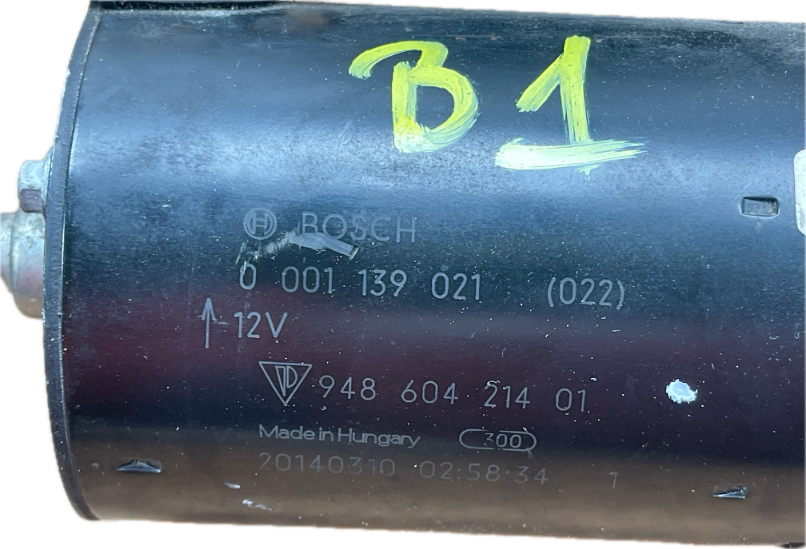 B1
BOSCH
0 001 139 021 (022)
12V
948 604 214 01
Made in Hungary 300
20140310 02:58:34 1